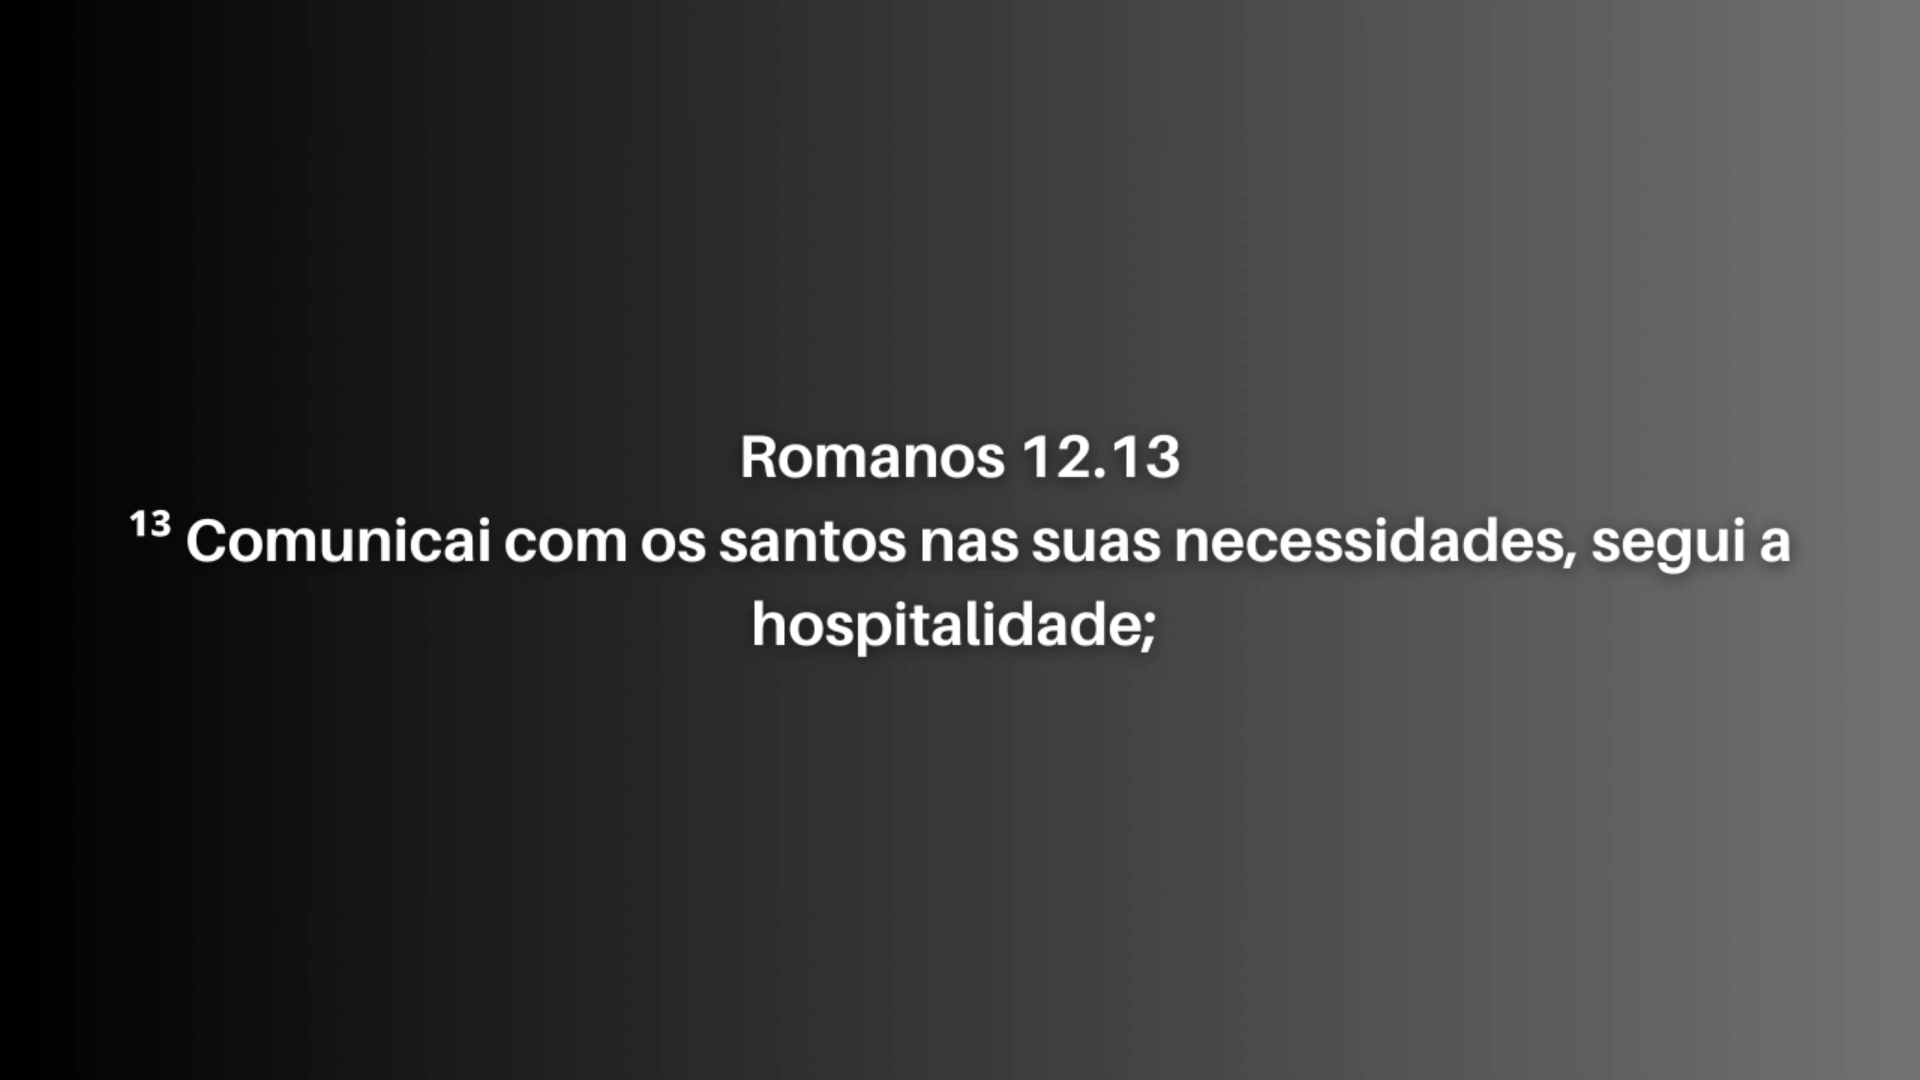 Romanos 12.13
¹³ Comunicai com os santos nas suas necessidades, segui a
hospitalidade;